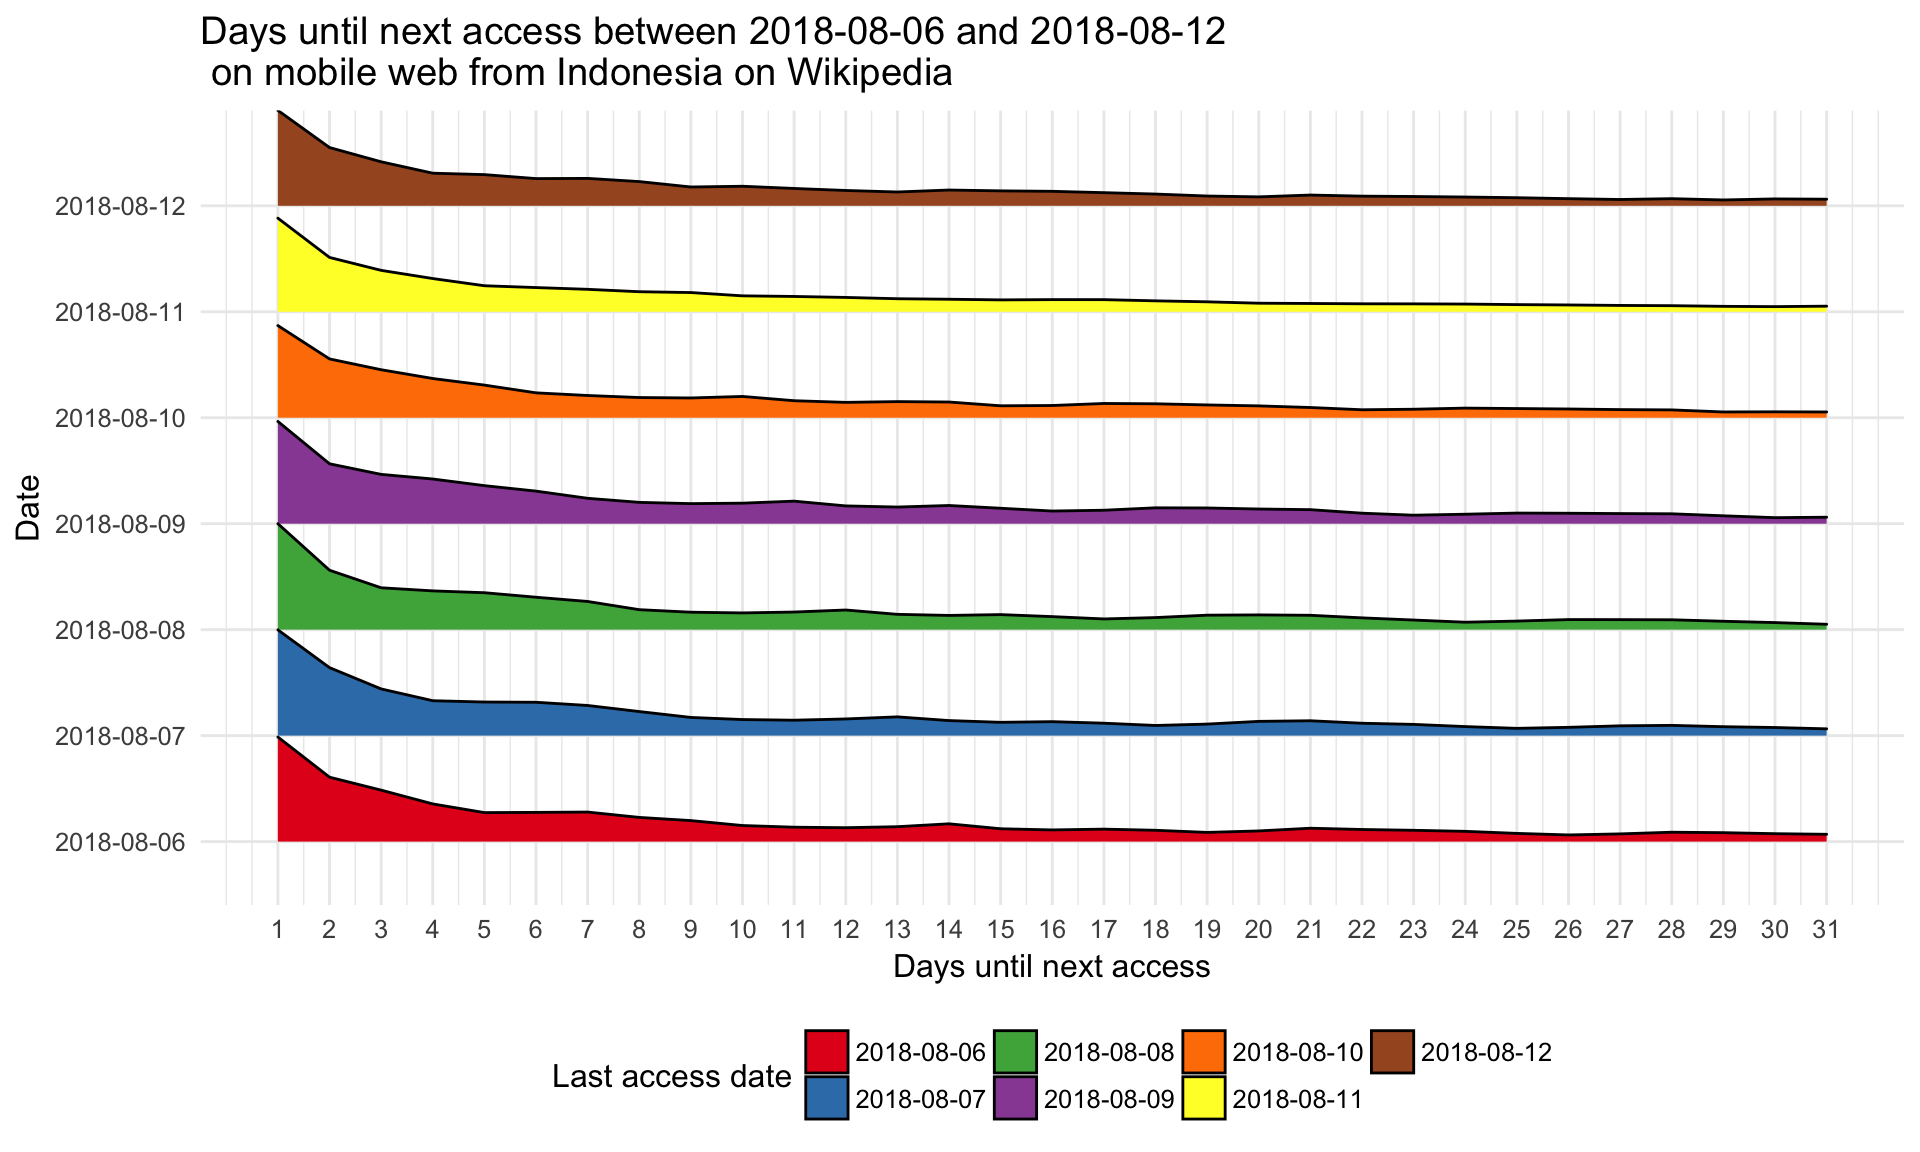 Days until next access between 2018-08-06 and 2018-08-12
on mobile web from Indonesia on Wikipedia
Date
2018-08-12
2018-08-11
2018-08-10
2018-08-09
2018-08-08
2018-08-07
2018-08-06
1 2 3 4 5 6 7 8 9 10 11 12 13 14 15 16 17 18 19 20 21 22 23 24 25 26 27 28 29 30 31
Days until next access
Last access date
2018-08-06 2018-08-08 2018-08-10 2018-08-12
2018-08-07 2018-08-09 2018-08-11